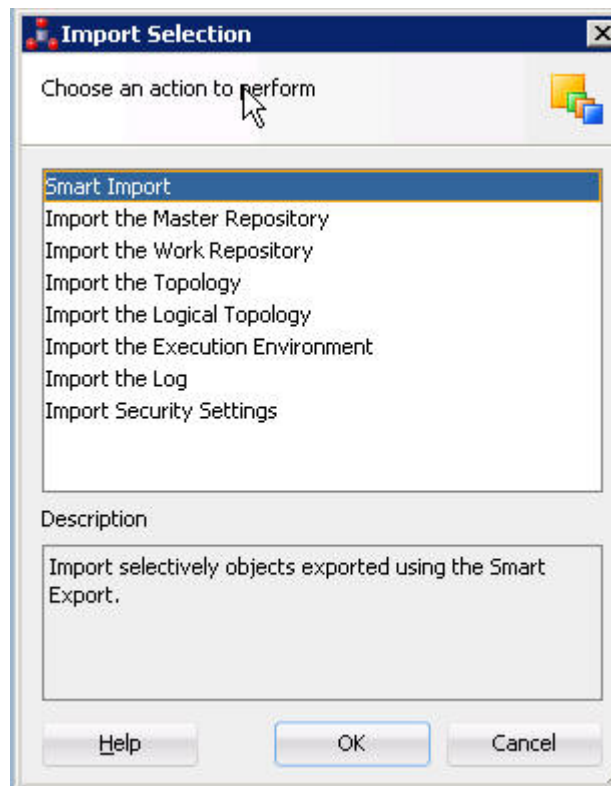 Import Selection
Choose an action to perform
Smart Import
Import the Master Repository
Import the Work Repository
Import the Topology
Import the Logical Topology
Import the Execution Environment
Import the Log
Import Security Settings
Description
Import selectively objects exported using the Smart
Export.
Help OK Cancel